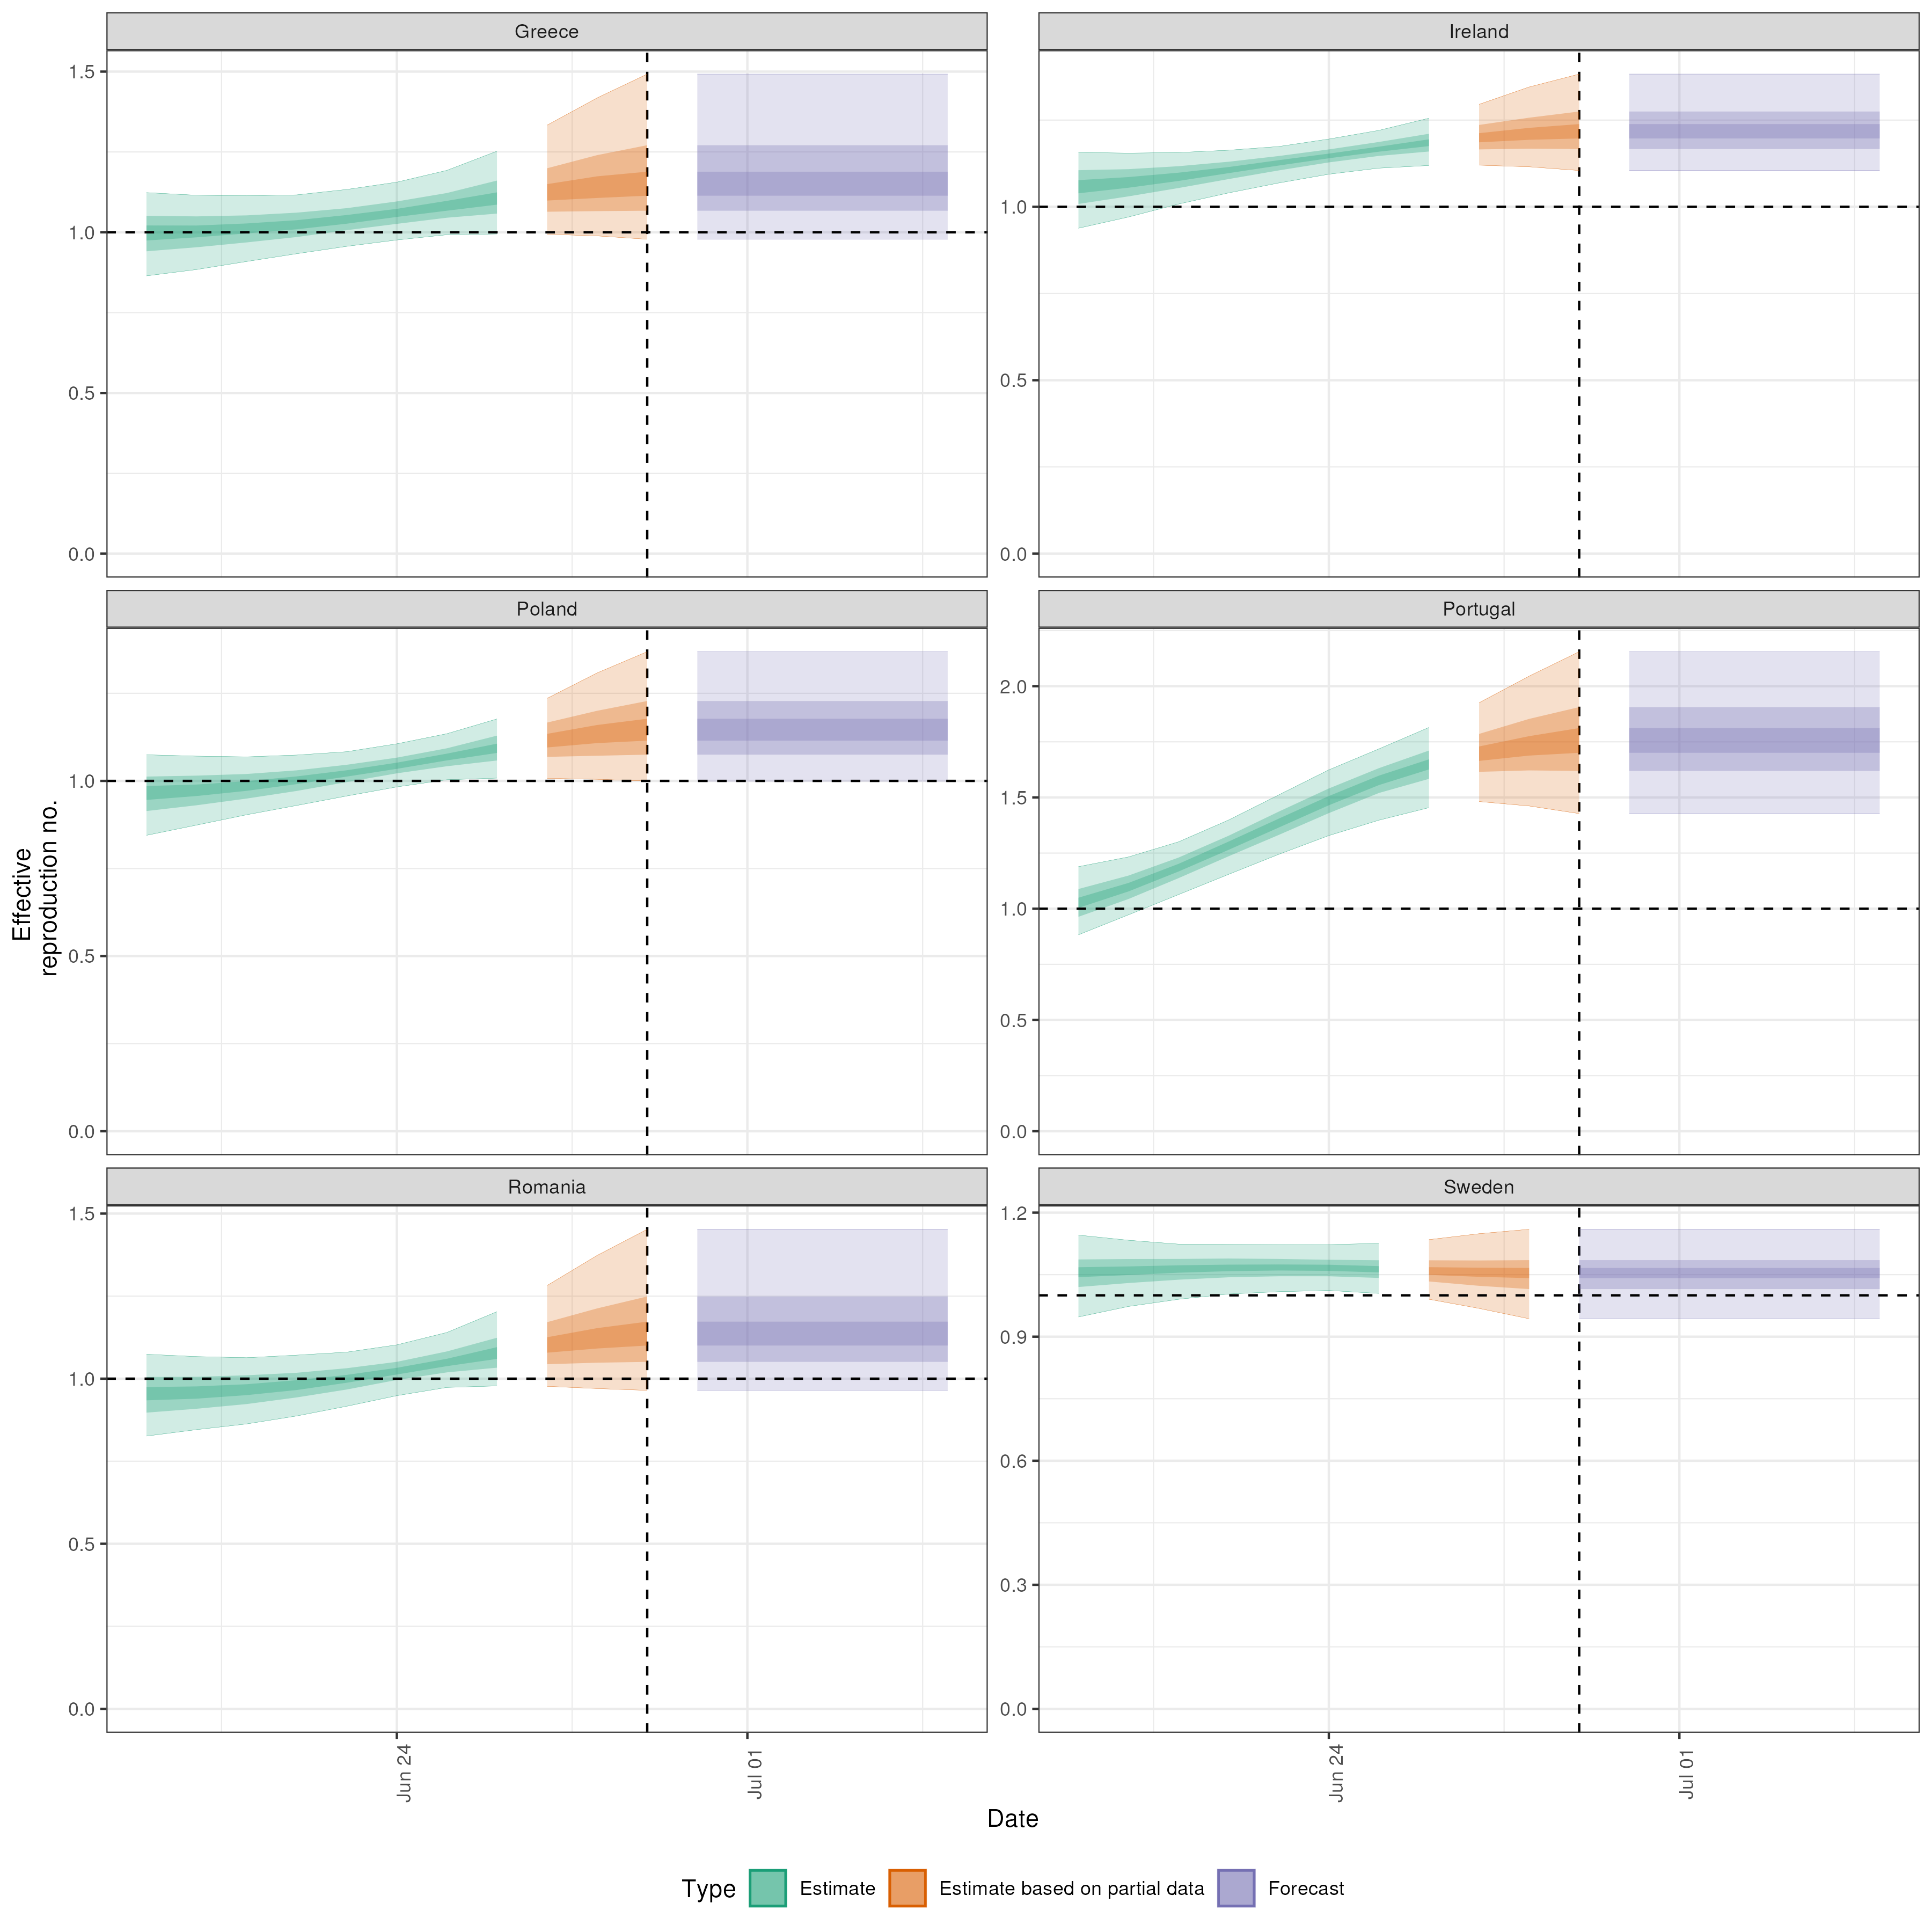 Greece
Ireland
1.5
1.0
0.5
0.0
1.0
0.5
0.0
Poland
Portugal
1.0
0.5
0.0
2.0
1.5
1.0
0.5
0.0
Romania
Sweden
1.5
1.0
0.5
0.0
1.2
0.9
0.6
0.3
0.0
Effective
reproduction no.
Jun 24
Jul 01
Jun 24
Jul 01
Date
Type
Estimate
Estimate based on partial data
Forecast